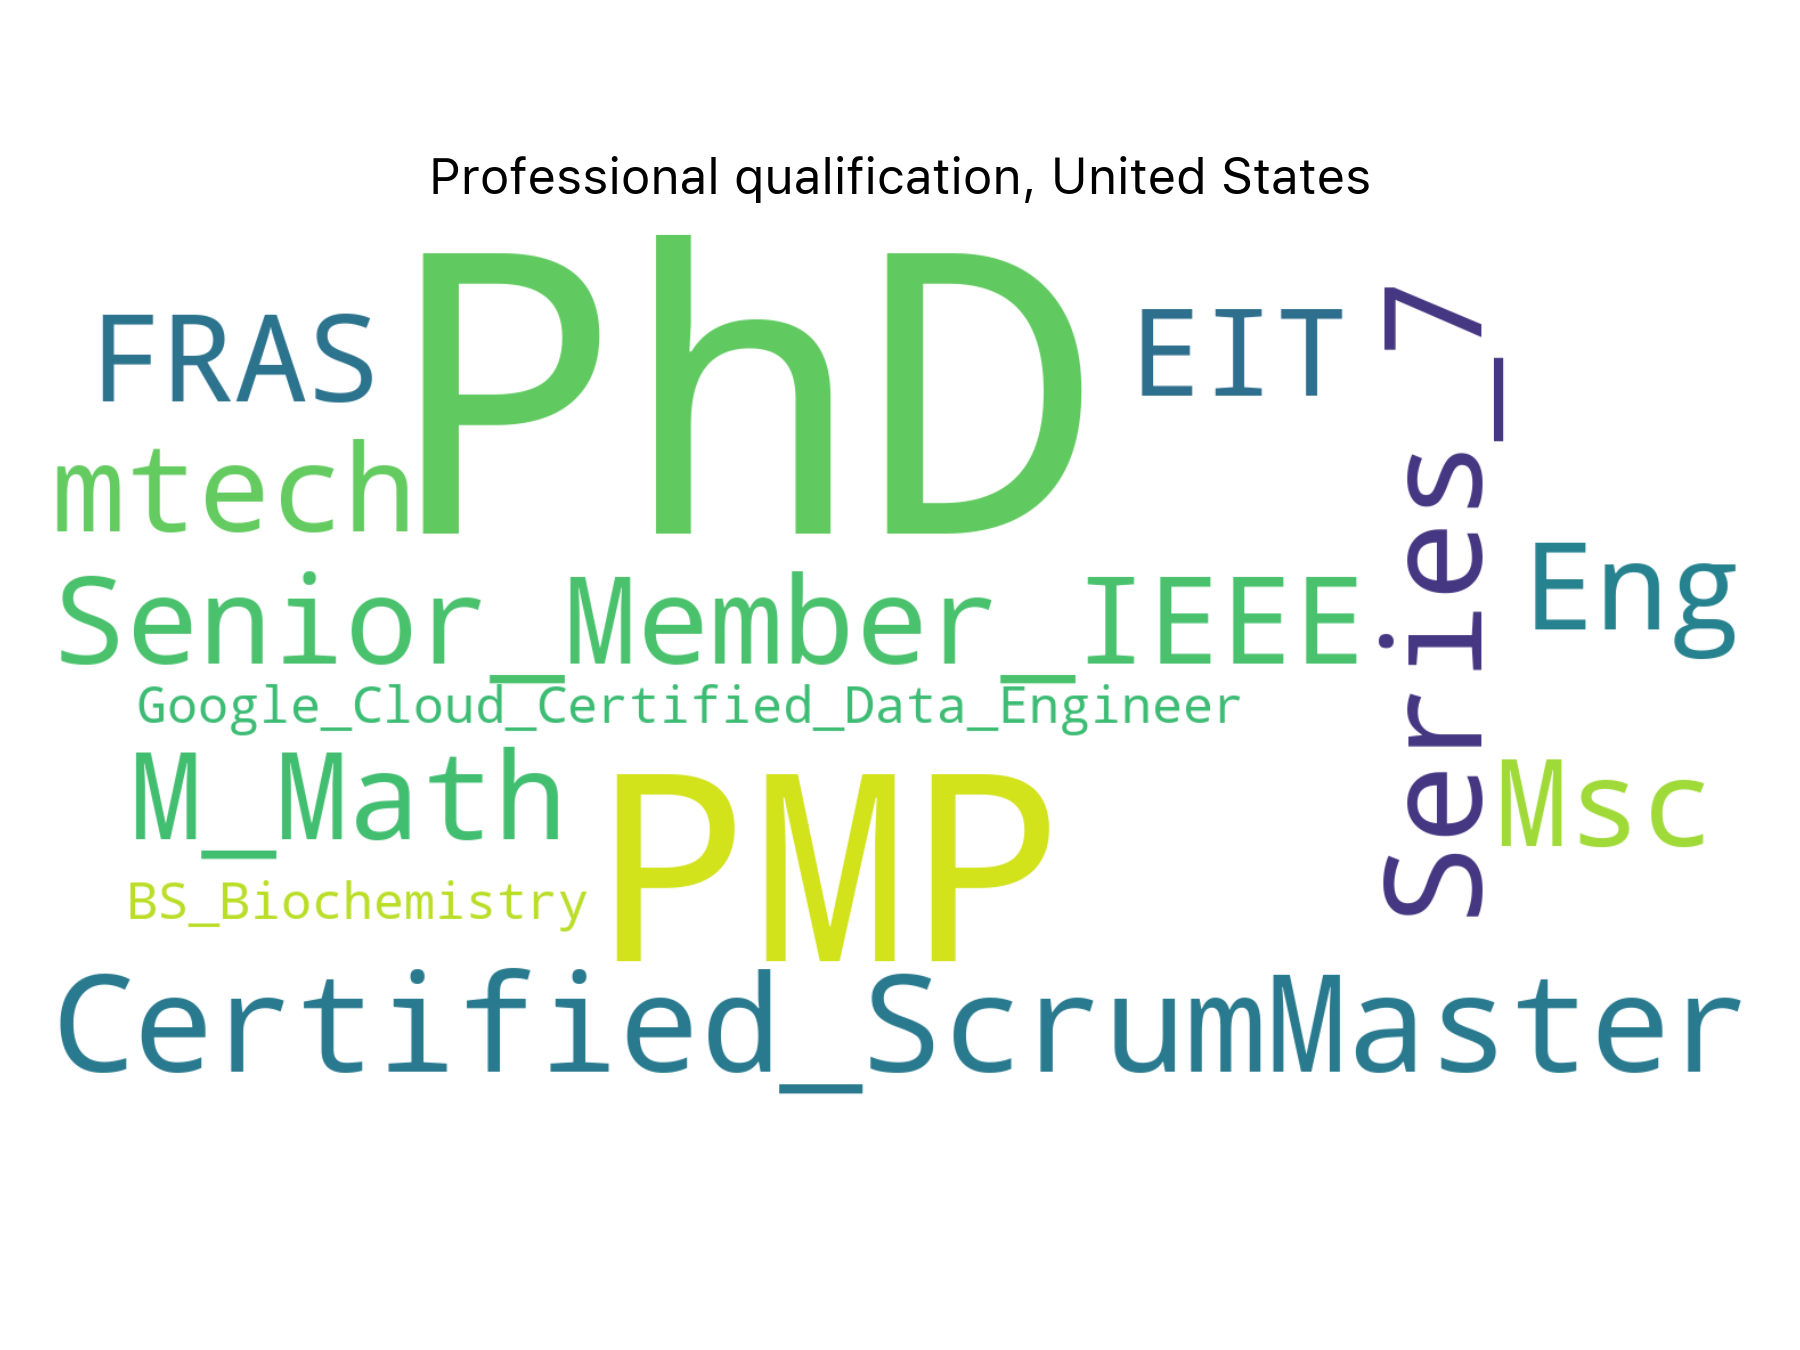 Professional qualification, United States
PhD
FRAS
EIT
Series_7
mtech
Senior_Member_IEEE
Eng
Google_Cloud_Certified_Data_Engineer
M_Math
PMP
Msc
BS_Biochemistry
Certified_ScrumMaster